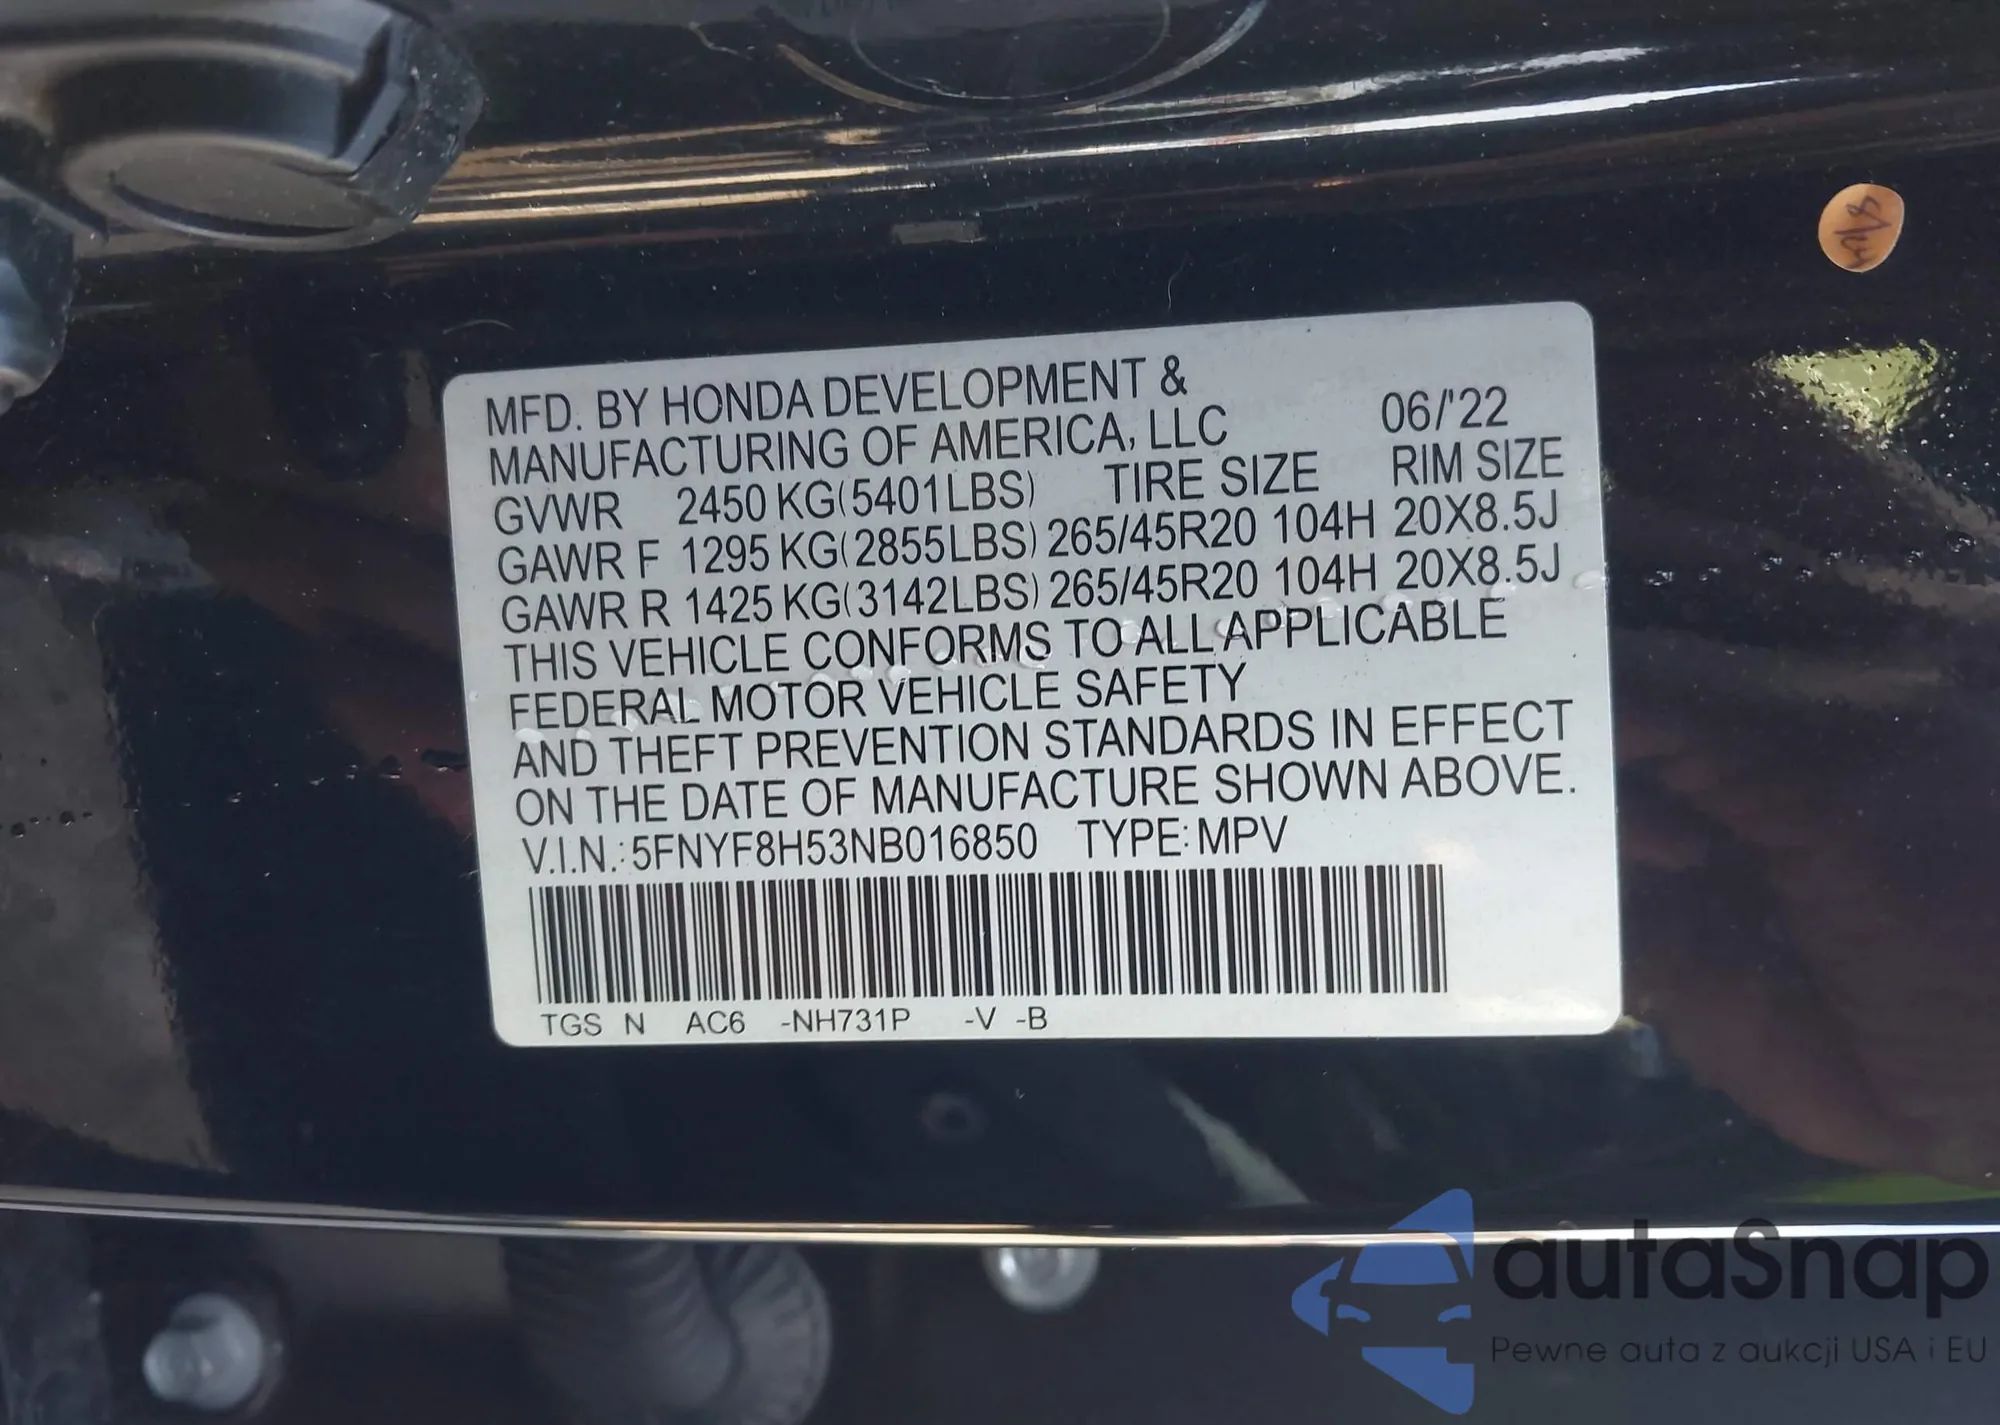 MFD. BY HONDA DEVELOPMENT &
MANUFACTURING OF AMERICA, LLC 06/'22
GVWR 2450 KG(5401LBS) TIRE SIZE RIM SIZE
GAWR F 1295 KG(2855LBS) 265/45R20 104H 20X8.5J
GAWR R 1425 KG(3142LBS) 265/45R20 104H 20X8.5J
THIS VEHICLE CONFORMS TO ALL APPLICABLE
FEDERAL MOTOR VEHICLE SAFETY
AND THEFT PREVENTION STANDARDS IN EFFECT
ON THE DATE OF MANUFACTURE SHOWN ABOVE.
V.I.N.:5FNYF8H53NB016850 TYPE:MPV
TGS N AC6 -NH731P -V -B
autaSnap
Pewne auta z aukcji USA i EU